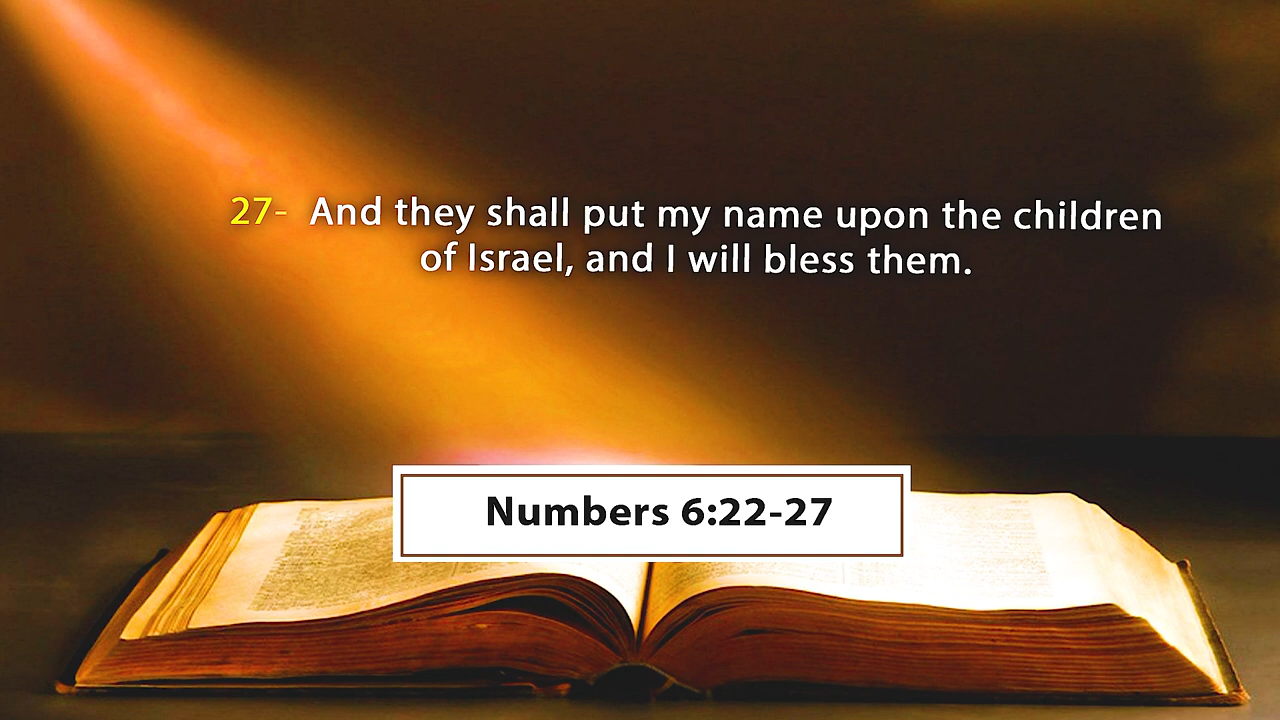 27- And they shall put my name upon the children
of Israel, and I will bless them.
Numbers 6:22-27